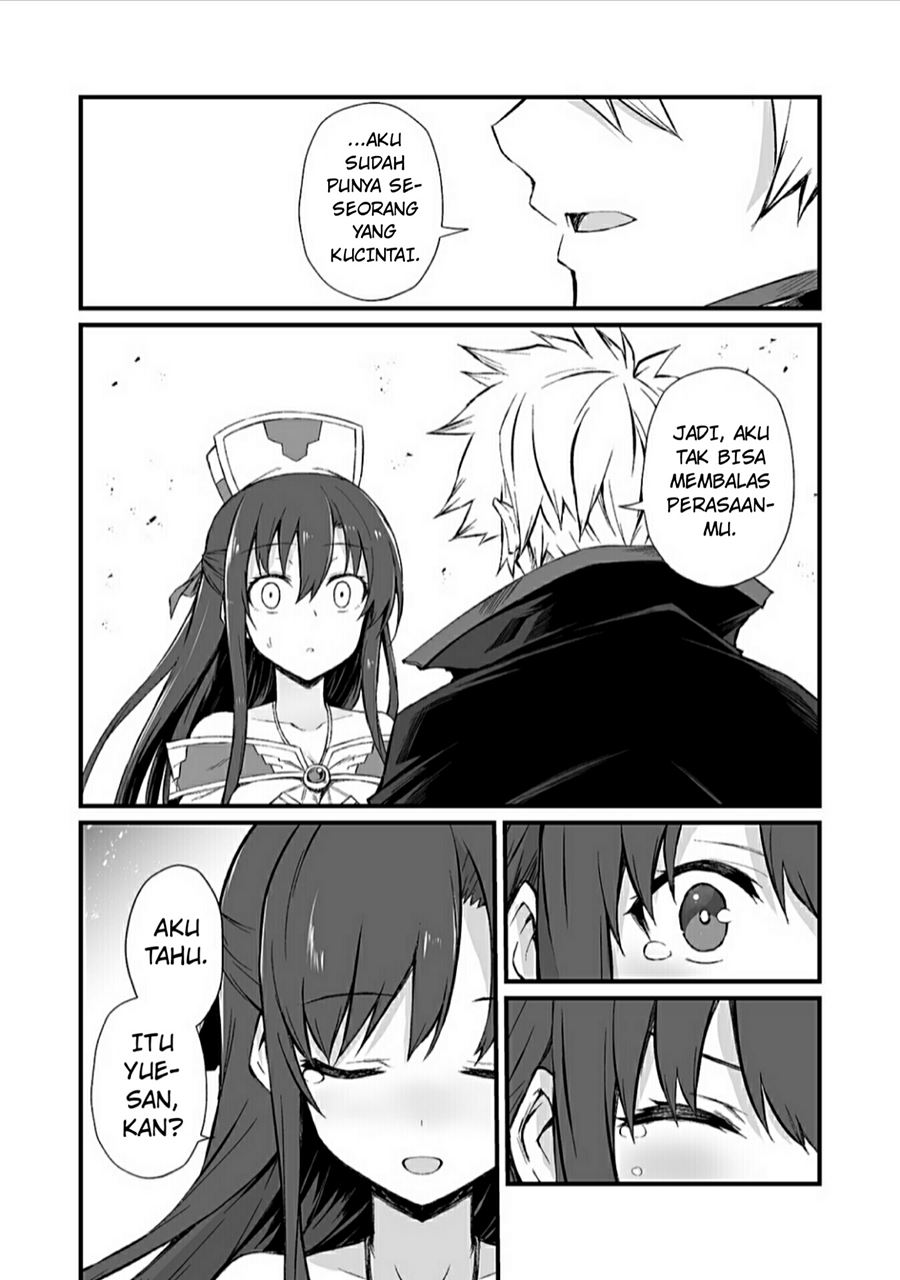 ...AKU
SUDAH
PUNYA SE-
SEORANG
YANG
KUCINTAI.
JADI, AKU
TAK BISA
MEMBALAS
PERASAAN-
MU.
AKU
TAHU.
ITU
YUE-
SAN,
KAN?